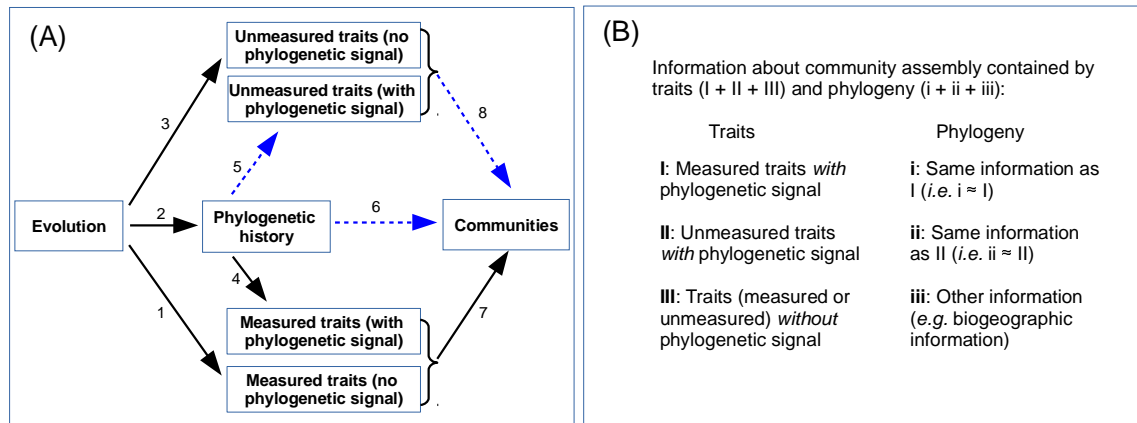 (A)
Unmeasured traits (no
phylogenetic signal)
Unmeasured traits (with
phylogenetic signal)
3
8
5
Evolution
2
Phylogenetic
history
6
Communities
4
1
7
Measured traits (with
phylogenetic signal)
Measured traits (no
phylogenetic signal)
(B)
Information about community assembly contained by
traits (I + II + III) and phylogeny (i + ii + iii):
Traits
Phylogeny
I: Measured traits with
phylogenetic signal
i: Same information as
I (i.e. i ≈ I)
II: Unmeasured traits
with phylogenetic signal
ii: Same information
as II (i.e. ii ≈ II)
III: Traits (measured or
unmeasured) without
phylogenetic signal
iii: Other information
(e.g. biogeographic
information)